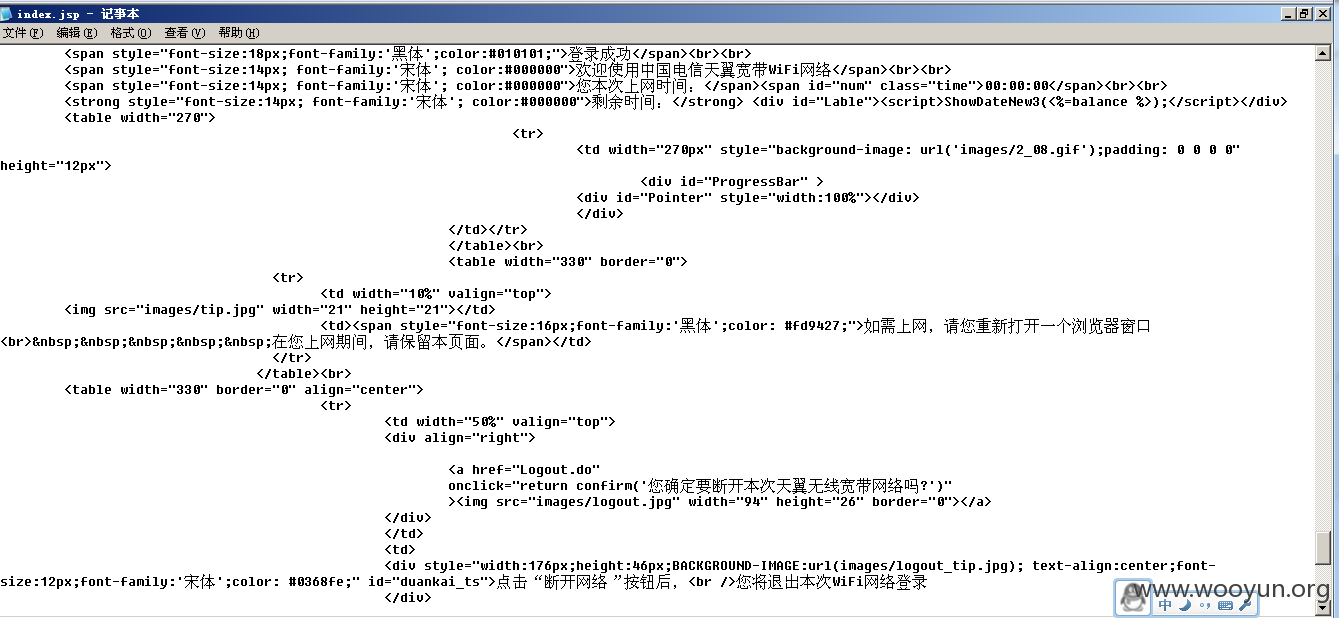 index.jsp - 记事本
文件(F) 编辑(E) 格式(O) 查看(V) 帮助(H)
<span style="font-size:18px;font-family:'黑体';color:#010101;">登录成功</span><br><br>
<span style="font-size:14px; font-family:'宋体'; color:#000000">欢迎使用中国电信天翼宽带WiFi网络</span><br><br>
<span style="font-size:14px; font-family:'宋体'; color:#000000">您本次上网时间：</span><span id="num" class="time">00:00:00</span><br><br>
<strong style="font-size:14px; font-family:'宋体'; color:#000000">剩余时间：</strong> <div id="Lable"><script>ShowDateNew3(<%=balance %>);</script></div>
<table width="270">
<tr>
<td width="270px" style="background-image: url('images/2_08.gif');padding: 0 0 0 0"
height="12px">
<div id="ProgressBar" >
<div id="Pointer" style="width:100%"></div>
</div>
</td></tr>
</table><br>
<table width="330" border="0">
<tr>
<td width="10%" valign="top">
<img src="images/tip.jpg" width="21" height="21"></td>
<td><span style="font-size:16px;font-family:'黑体';color: #fd9427;">如需上网，请您重新打开一个浏览器窗口
<br>&nbsp;&nbsp;&nbsp;&nbsp;&nbsp;在您上网期间，请保留本页面。</span></td>
</tr>
</table><br>
<table width="330" border="0" align="center">
<tr>
<td width="50%" valign="top">
<div align="right">
<a href="Logout.do"
onclick="return confirm('您确定要断开本次天翼无线宽带网络吗?')"
><img src="images/logout.jpg" width="94" height="26" border="0"></a>
</div>
</td>
<td>
<div style="width:176px;height:46px;BACKGROUND-IMAGE:url(images/logout_tip.jpg); text-align:center;font-
size:12px;font-family:'宋体';color: #0368fe;" id="duankai_ts">点击“断开网络 ”按钮后，<br />您将退出本次WiFi网络登录
</div>
www.wooyun.org
中